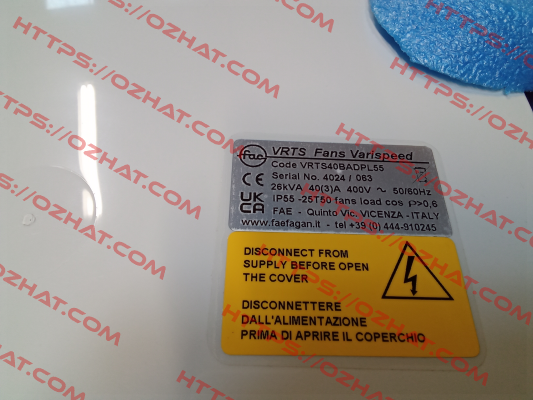 fae VRTS Fans Varispeed
Code VRTS40BADPL55
Serial No. 4024 / 063
CE 26kVA 40(3)A 400V ~ 50/60Hz
UKCA IP55 -25T50 fans load cos ρ>0,6
FAE - Quinto Vic. VICENZA - ITALY
www.faefagan.it - tel +39 (0) 444-910245
DISCONNECT FROM
SUPPLY BEFORE OPEN
THE COVER
DISCONNETTERE
DALL'ALIMENTAZIONE
PRIMA DI APRIRE IL COPERCHIO
HTTPS://OZHAT.COM